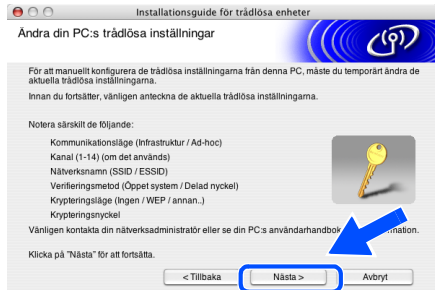 Installationsguide för trådlösa enheter
Ändra din PC:s trådlösa inställningar
För att manuellt konfigurera de trådlösa inställningarna från denna PC, måste du temporärt ändra de
aktuella trådlösa inställningarna.
Innan du fortsätter, vänligen anteckna de aktuella trådlösa inställningarna.
Notera särskilt de följande:
Kommunikationsläge (Infrastruktur / Ad-hoc)
Kanal (1-14) (om det används)
Nätverksnamn (SSID / ESSID)
Verifieringsmetod (Öppet system / Delad nyckel)
Krypteringsläge (Ingen / WEP / annan..)
Krypteringsnyckel
Vänligen kontakta din nätverksadministratör eller se din PC:s användarhandbok
Klicka på "Nästa" för att fortsätta.
< Tillbaka
Nästa >
Avbryt